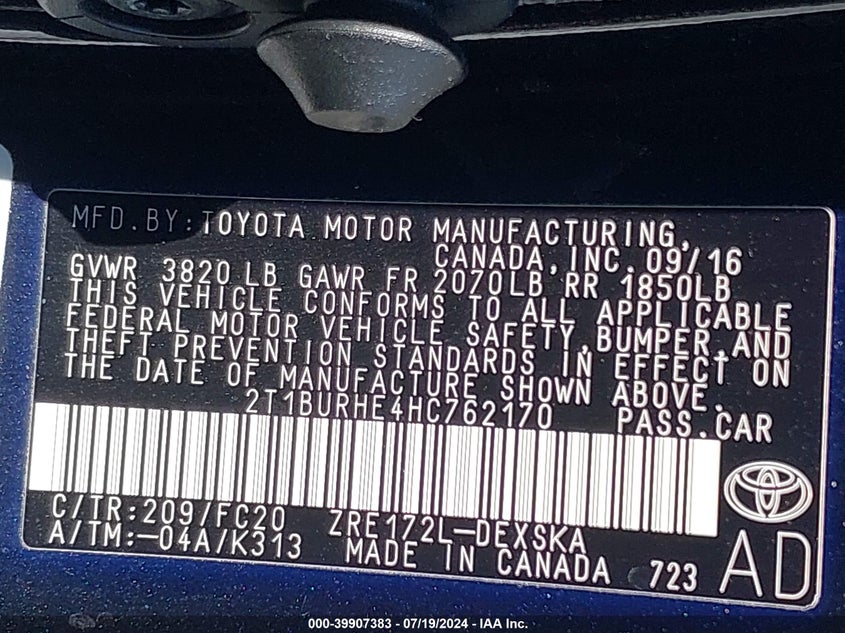 MFD.BY:TOYOTA MOTOR MANUFACTURING,
CANADA,INC.09/16
GVWR 3820 LB GAWR FR 2070LB RR 1850LB
THIS VEHICLE CONFORMS TO ALL APPLICABLE
FEDERAL MOTOR VEHICLE SAFETY,BUMPER,AND
THEFT PREVENTION STANDARDS IN EFFECT ON
THE DATE OF MANUFACTURE SHOWN ABOVE.
2T1BURHE4HC762170 PASS.CAR
C/TR:209/FC20 ZRE172L-DEXSKA
A/TM:-04A/K313 MADE IN CANADA 723 AD
000-39907383 - 07/19/2024 - IAA Inc.